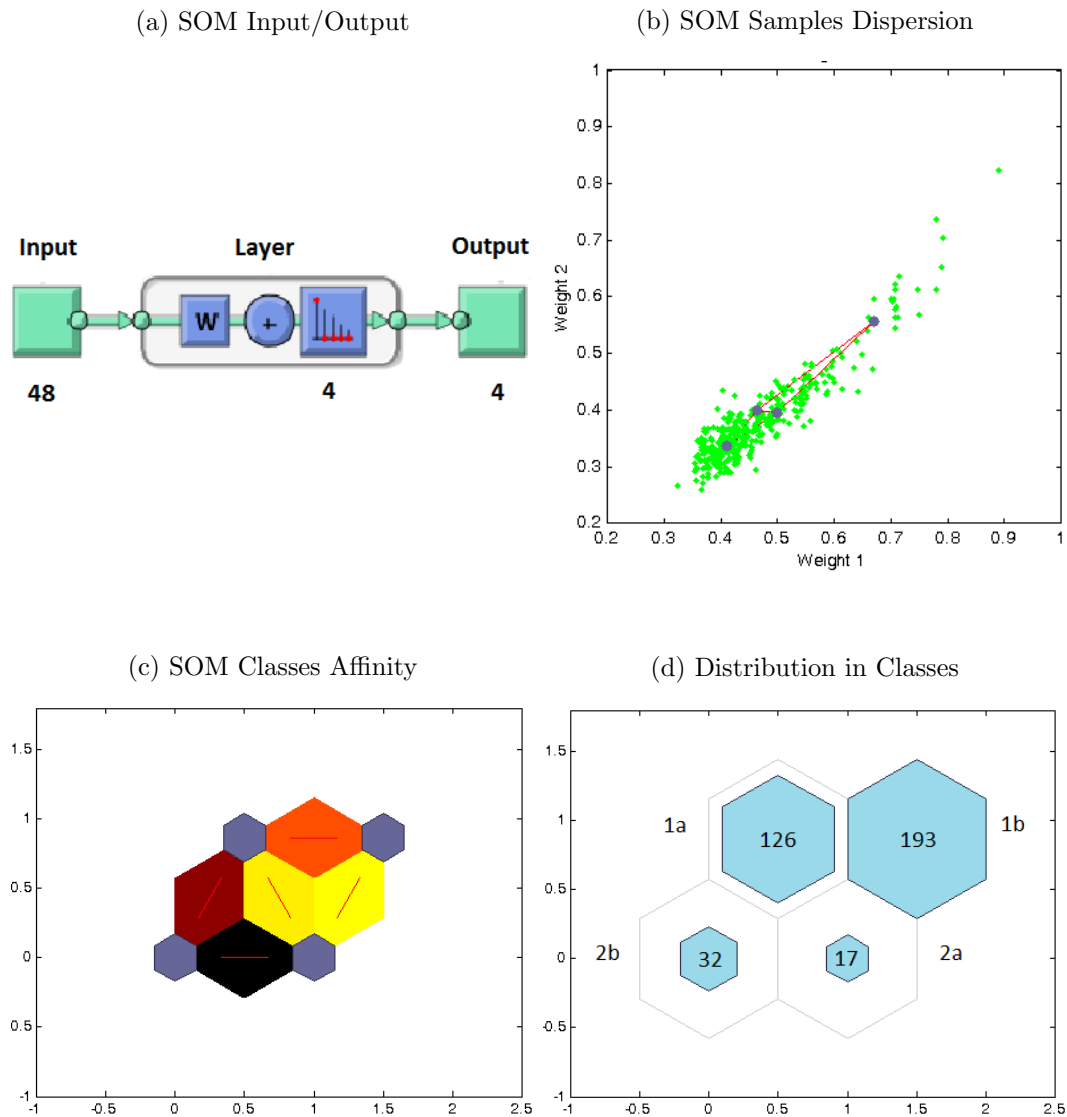 (a) SOM Input/Output
Input
Layer
Output
W
+
48
4
4
(b) SOM Samples Dispersion
-
1
0.9
0.8
0.7
0.6
0.5
0.4
0.3
0.2
Weight 2
0.2 0.3 0.4 0.5 0.6 0.7 0.8 0.9 1
Weight 1
(c) SOM Classes Affinity
1.5
1
0.5
0
-0.5
-1
-1 -0.5 0 0.5 1 1.5 2 2.5
(d) Distribution in Classes
1.5
1
0.5
0
-0.5
-1
1a
126
193
1b
2b
32
17
2a
-1 -0.5 0 0.5 1 1.5 2 2.5